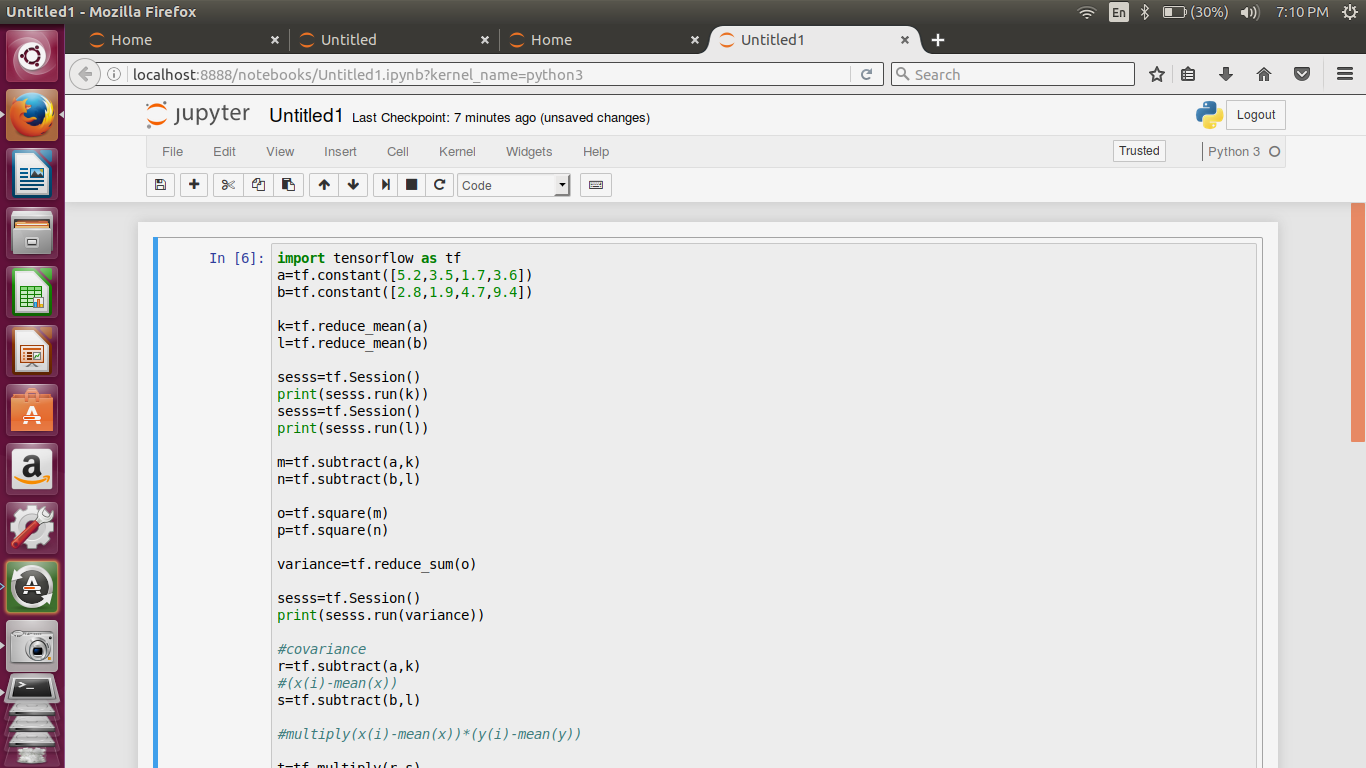 Untitled1 - Mozilla Firefox
En
(30%)
7:10 PM
Home
Untitled
Home
Untitled1
localhost:8888/notebooks/Untitled1.ipynb?kernel_name=python3
Search
jupyter Untitled1 Last Checkpoint: 7 minutes ago (unsaved changes)
Logout
File Edit View Insert Cell Kernel Widgets Help
Trusted
Python 3
Code
In [6]:
import tensorflow as tf
a=tf.constant([5.2,3.5,1.7,3.6])
b=tf.constant([2.8,1.9,4.7,9.4])
k=tf.reduce_mean(a)
l=tf.reduce_mean(b)
sesss=tf.Session()
print(sesss.run(k))
sesss=tf.Session()
print(sesss.run(l))
m=tf.subtract(a,k)
n=tf.subtract(b,l)
o=tf.square(m)
p=tf.square(n)
variance=tf.reduce_sum(o)
sesss=tf.Session()
print(sesss.run(variance))
#covariance
r=tf.subtract(a,k)
#(x(i)-mean(x))
s=tf.subtract(b,l)
#multiply(x(i)-mean(x))*(y(i)-mean(y))
t=tf.multiply(r,s)